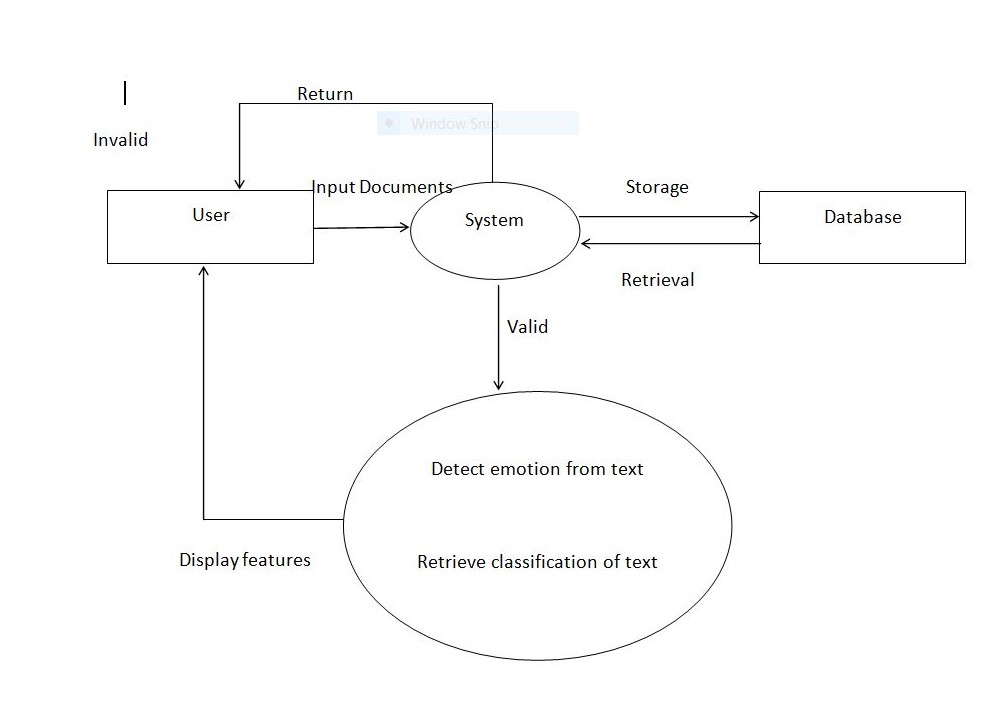 Return
Window Snip
Invalid
Input Documents
Storage
User
System
Database
Retrieval
Valid
Detect emotion from text
Display features
Retrieve classification of text